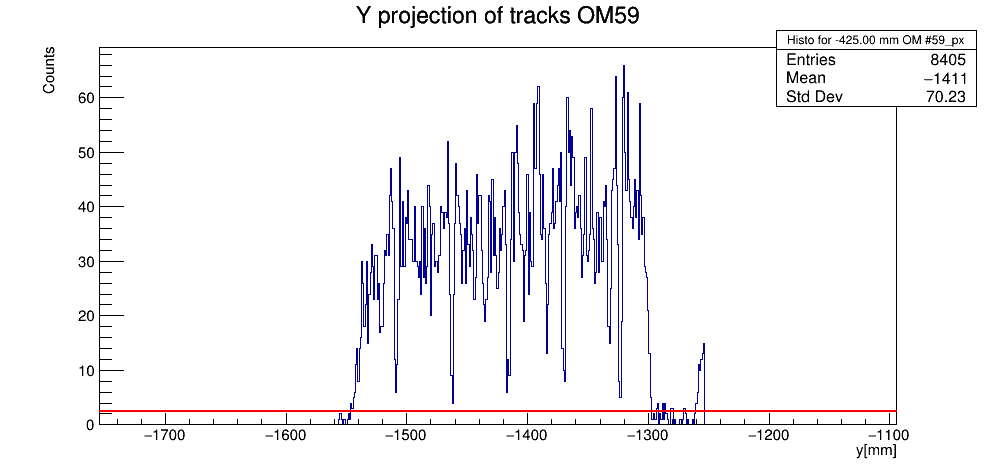 Y projection of tracks OM59
Histo for -425.00 mm OM #59_px
Entries 8405
Mean −1411
Std Dev 70.23
Counts
60
50
40
30
20
10
0
−1700 −1600 −1500 −1400 −1300 −1200 −1100
y[mm]